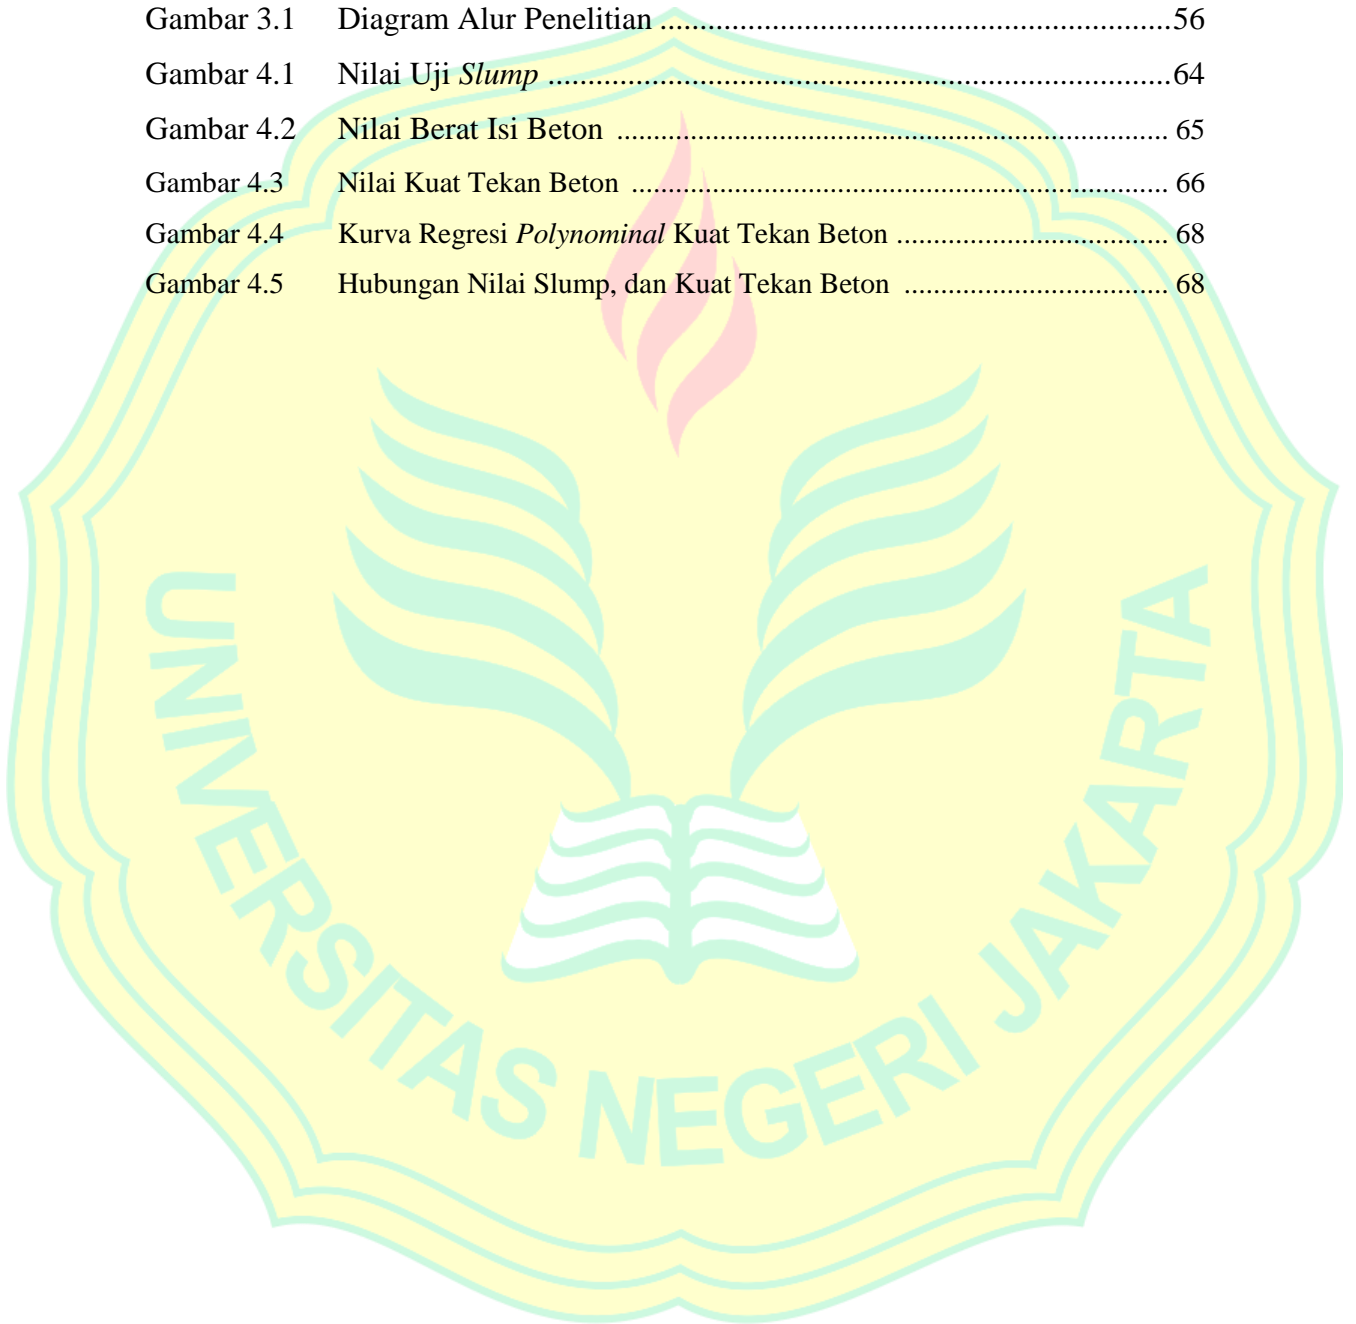 Gambar 3.1 Diagram Alur Penelitian ................................................................56
Gambar 4.1 Nilai Uji Slump ..............................................................................64
Gambar 4.2 Nilai Berat Isi Beton ..................................................................... 65
Gambar 4.3 Nilai Kuat Tekan Beton .................................................................. 66
Gambar 4.4 Kurva Regresi Polynominal Kuat Tekan Beton .................................. 68
Gambar 4.5 Hubungan Nilai Slump, dan Kuat Tekan Beton ................................. 68
UNIVERSITAS NEGERI JAKARTA